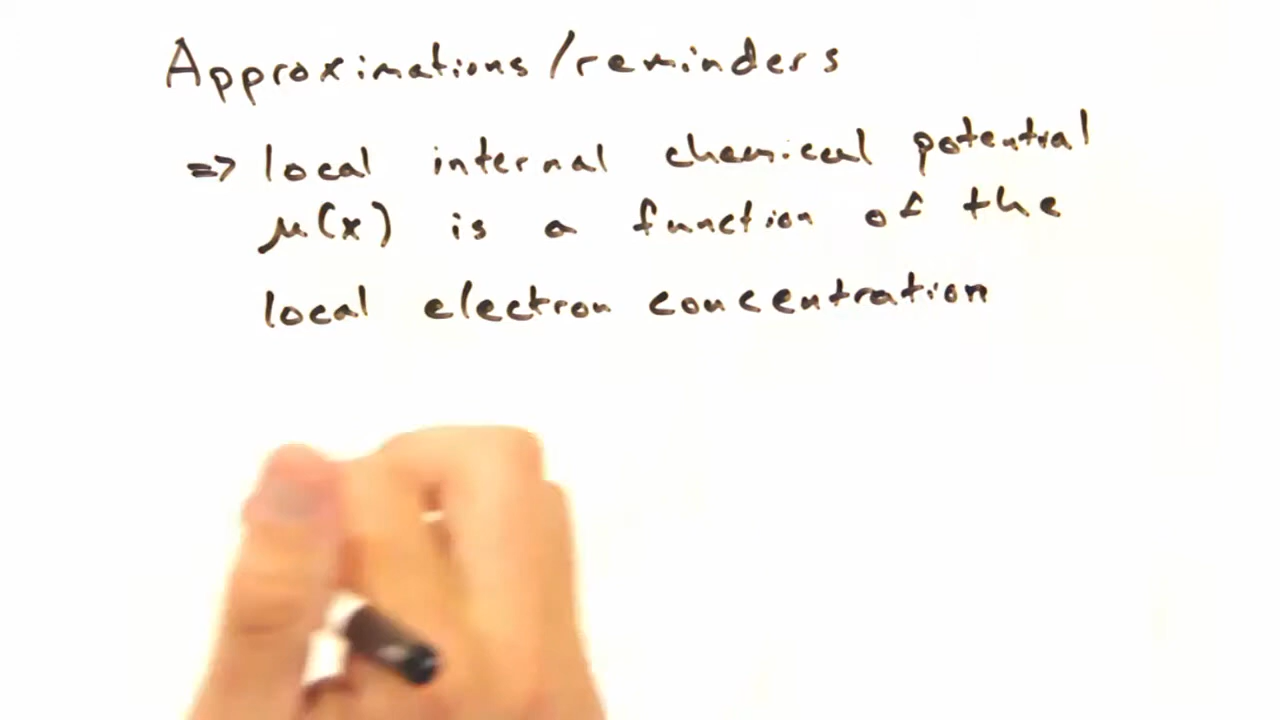 Approximations/reminders
=> local internal chemical potential
μ(x) is a function of the
local electron concentration